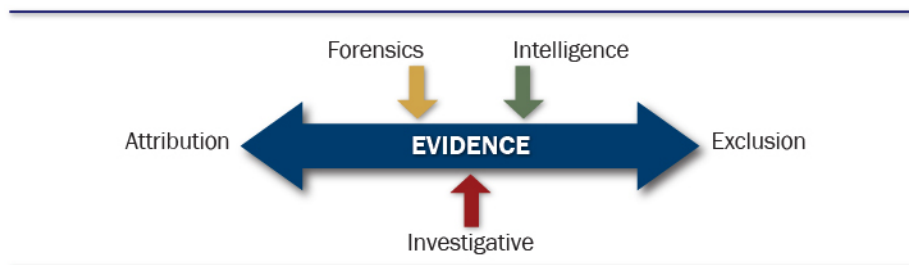 Forensics Intelligence
Attribution EVIDENCE Exclusion
Investigative